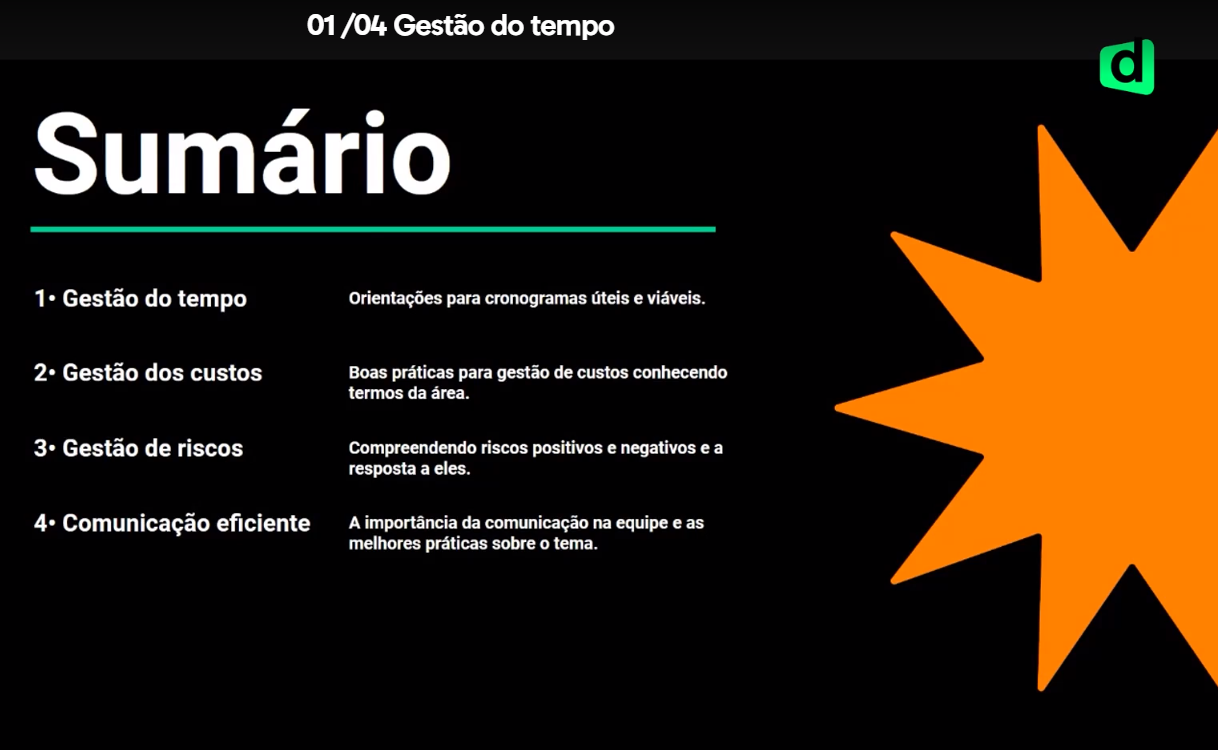 01 /04 Gestão do tempo
d
Sumário
1• Gestão do tempo
Orientações para cronogramas úteis e viáveis.
2• Gestão dos custos
Boas práticas para gestão de custos conhecendo
termos da área.
3• Gestão de riscos
Compreendendo riscos positivos e negativos e a
resposta a eles.
4• Comunicação eficiente
A importância da comunicação na equipe e as
melhores práticas sobre o tema.